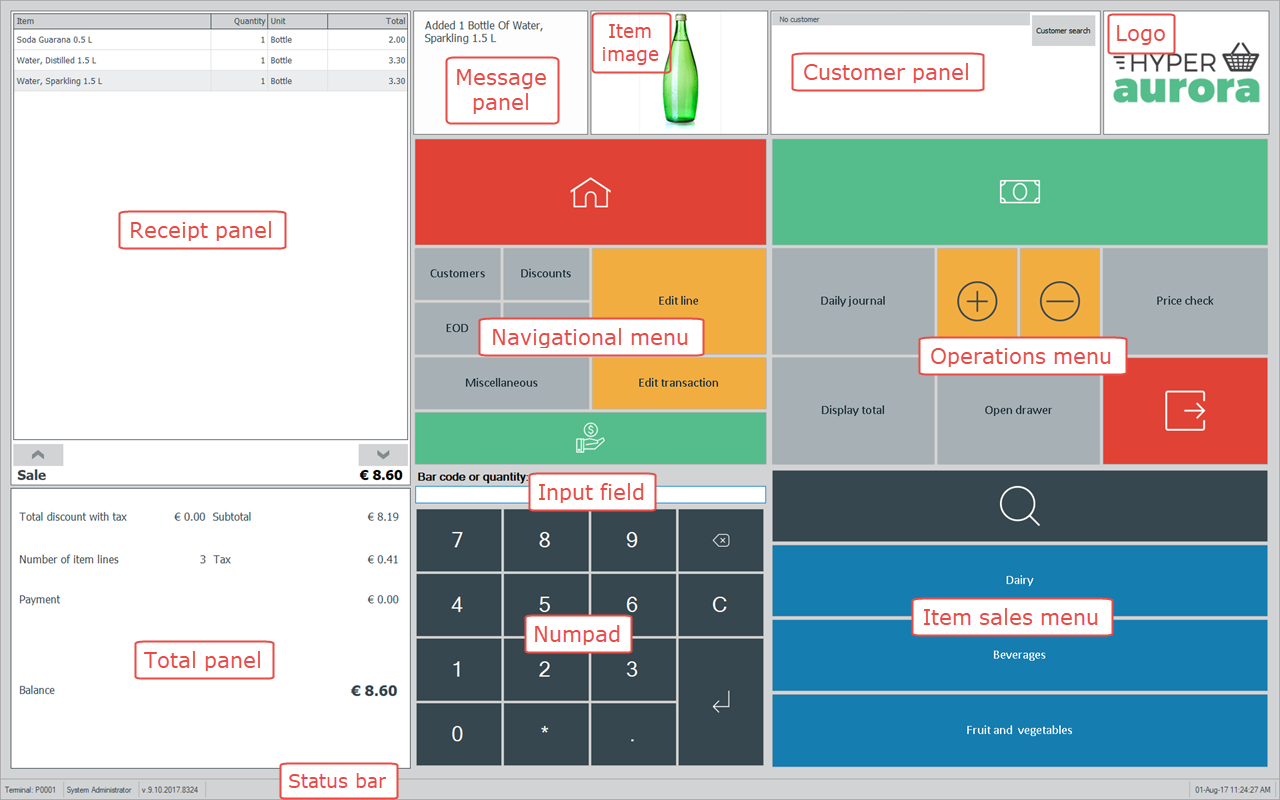 Item Quantity Unit Total
Soda Guarana 0.5 L 1 Bottle 2.00
Water, Distilled 1.5 L 1 Bottle 3.30
Water, Sparkling 1.5 L 1 Bottle 3.30
Receipt panel
Sale € 8.60
Total discount with tax € 0.00 Subtotal € 8.19
Number of item lines 3 Tax € 0.41
Payment € 0.00
Total panel
Balance € 8.60
Added 1 Bottle Of Water,
Sparkling 1.5 L
Message
panel
Item
image
No customer
Customer search
Customer panel
Logo
HYPER
aurora
Customers
Discounts
Edit line
EOD
Navigational menu
Miscellaneous
Edit transaction
Daily journal
Price check
Operations menu
Display total
Open drawer
Bar code or quantity:
Input field
7 8 9
4 5 6 C
Numpad
1 2 3
0 * .
Dairy
Item sales menu
Beverages
Fruit and vegetables
Status bar
Terminal: P0001 System Administrator v.9.10.2017.8324 01-Aug-17 11:24:27 AM